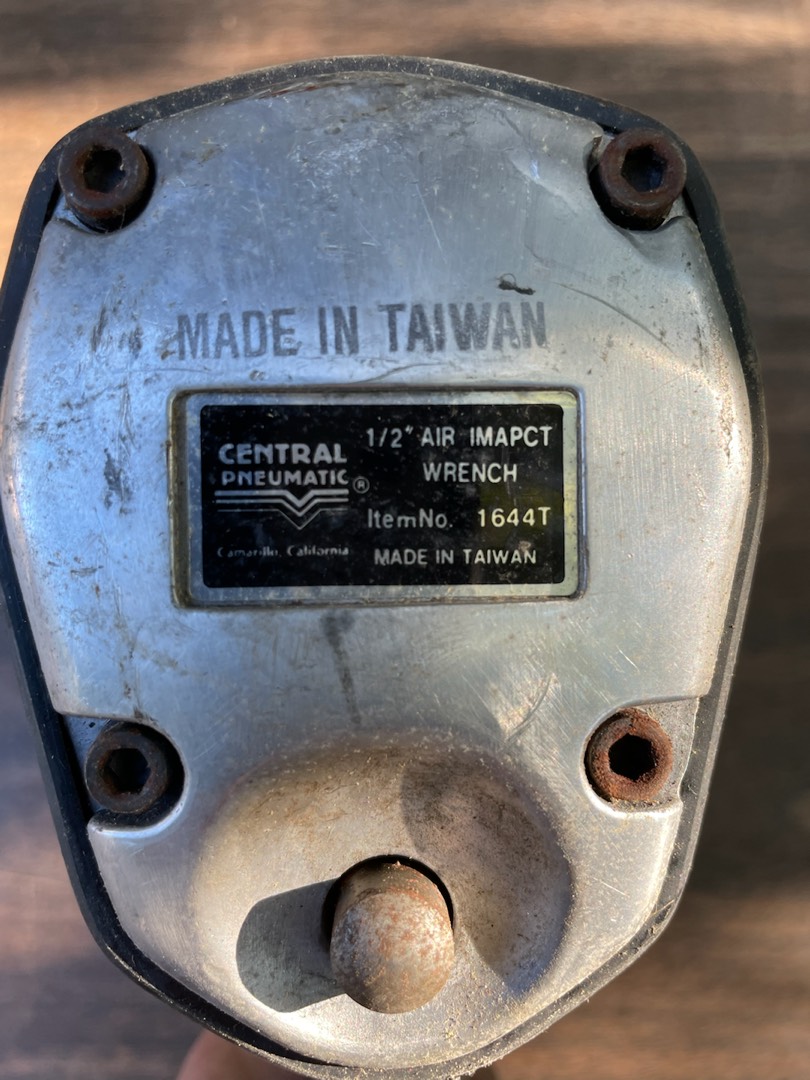 MADE IN TAIWAN
CENTRAL
PNEUMATIC ®
Camarillo, California
1/2" AIR IMAPCT
WRENCH
ItemNo. 1644T
MADE IN TAIWAN